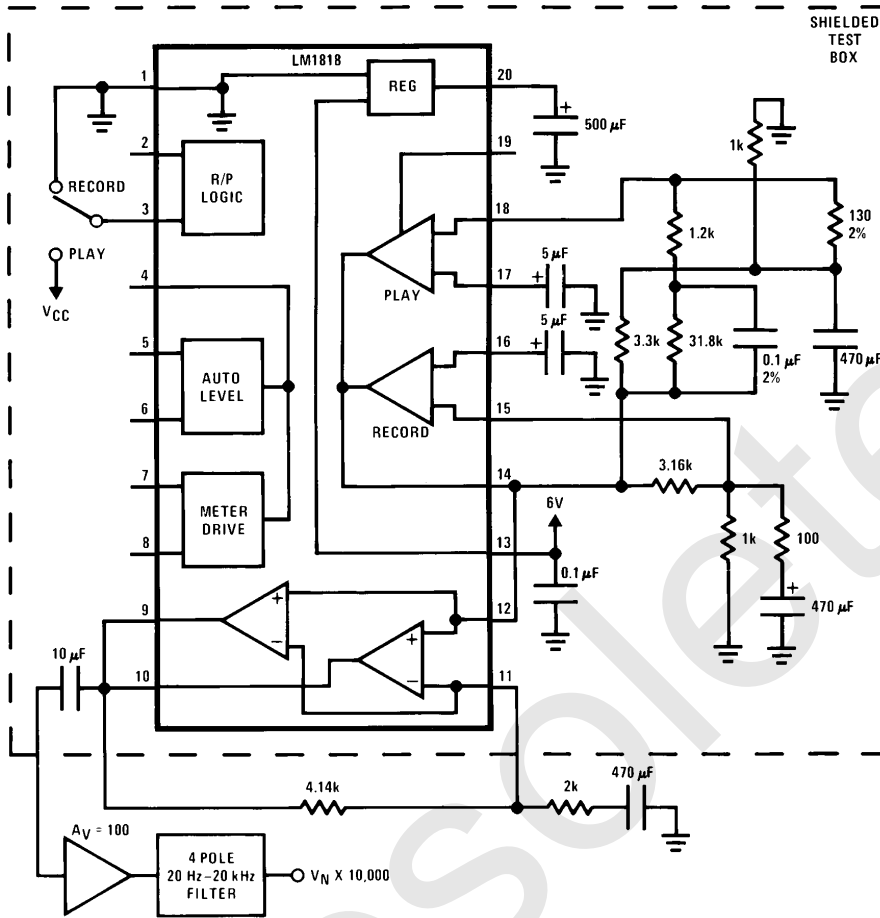 SHIELDED
TEST
BOX
LM1818
1
REG
20
+
500 μF
2
R/P
LOGIC
19
1k
RECORD
3
18
130
2%
PLAY
1.2k
V_CC
4
5 μF
+
17
PLAY
5 μF
+
16
3.3k
31.8k
0.1 μF
2%
470 μF
5
AUTO
LEVEL
6
RECORD
15
7
METER
DRIVE
8
14
3.16k
6V
13
0.1 μF
1k
100
+
470 μF
9
+
−
12
10 μF
10
+
−
11
4.14k
2k
470 μF
A_V = 100
4 POLE
20 Hz–20 kHz
FILTER
V_N X 10,000